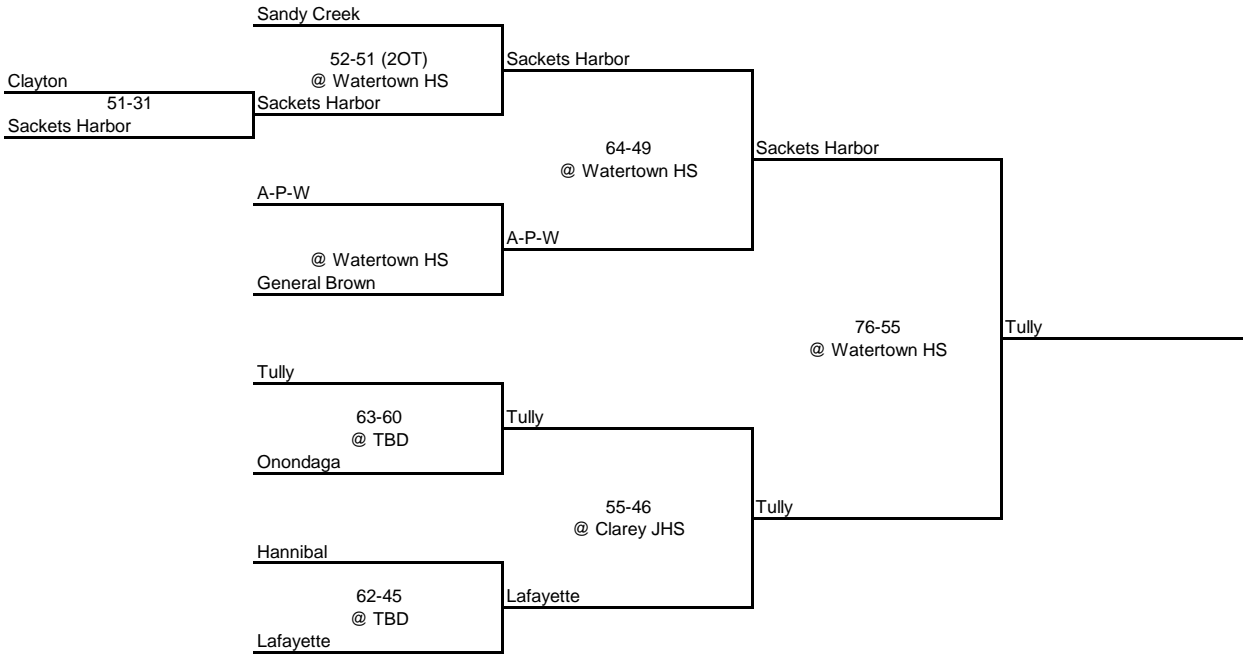 Sandy Creek
52-51 (2OT)
@ Watertown HS
Sackets Harbor
Clayton
51-31
Sackets Harbor
Sackets Harbor
64-49
@ Watertown HS
Sackets Harbor
A-P-W
@ Watertown HS
A-P-W
General Brown
76-55
@ Watertown HS
Tully
Tully
63-60
@ TBD
Tully
Onondaga
55-46
@ Clarey JHS
Tully
Hannibal
62-45
@ TBD
Lafayette
Lafayette